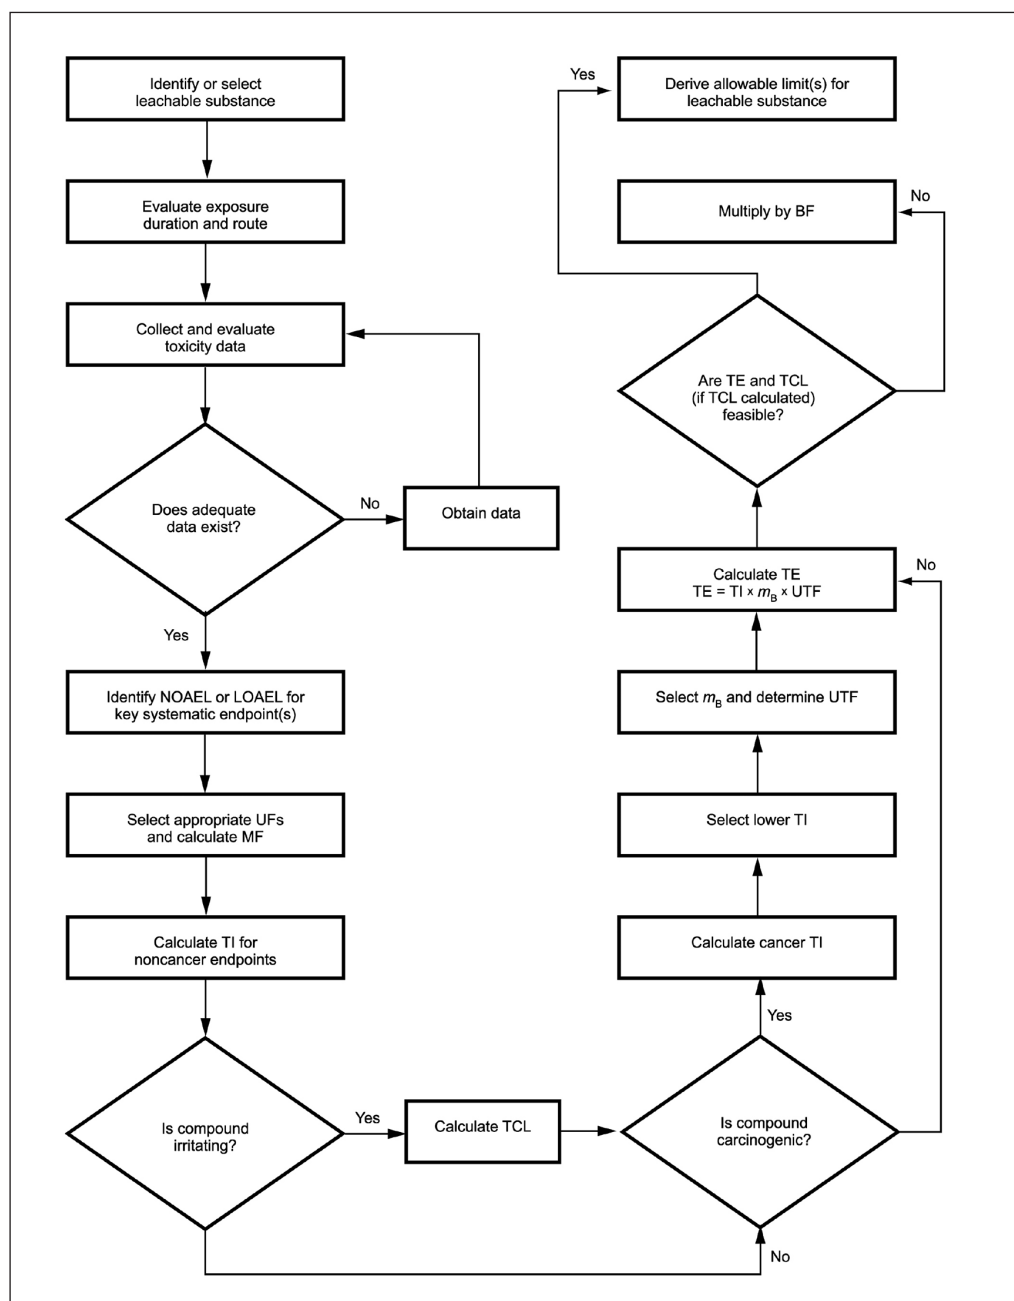 Identify or select
leachable substance
Evaluate exposure
duration and route
Collect and evaluate
toxicity data
Does adequate
data exist?
No
Obtain data
Yes
Identify NOAEL or LOAEL for
key systematic endpoint(s)
Select appropriate UFs
and calculate MF
Calculate TI for
noncancer endpoints
Is compound
irritating?
Yes
Calculate TCL
No
Is compound
carcinogenic?
Yes
Calculate cancer TI
Select lower TI
Select mB and determine UTF
No
Calculate TE
TE = TI × mB × UTF
Are TE and TCL
(if TCL calculated)
feasible?
No
Multiply by BF
Yes
Derive allowable limit(s) for
leachable substance